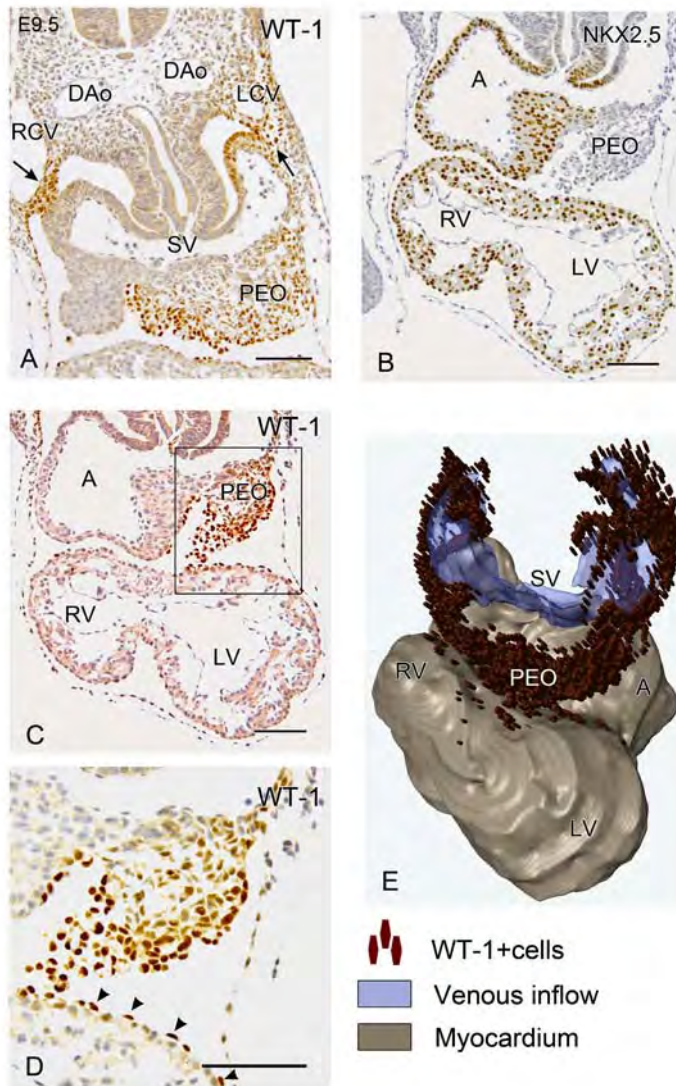 E9.5
WT-1
DAo
DAo
LCV
RCV
SV
PEO
A
NKX2.5
A
PEO
RV
LV
B
WT-1
A
PEO
RV
LV
C
WT-1
D
SV
RV
PEO
A
LV
E
WT-1+cells
Venous inflow
Myocardium